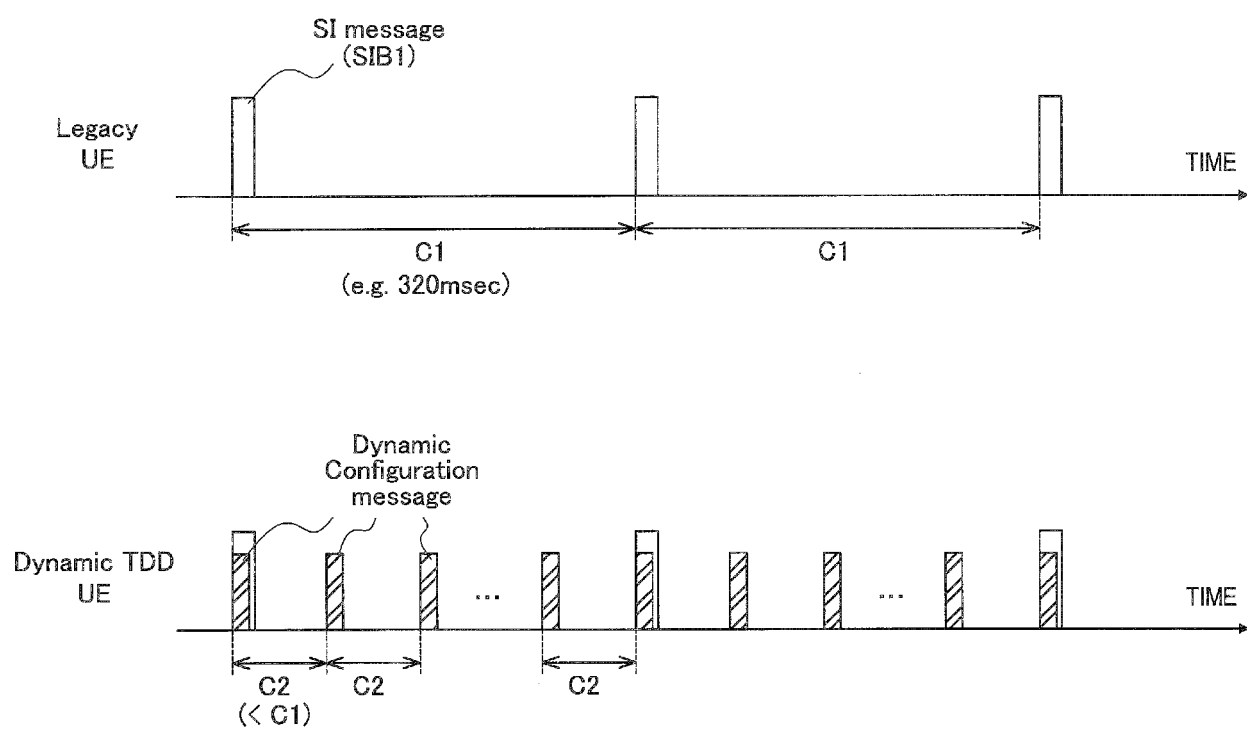 SI message
(SIB1)
Legacy
UE
TIME
C1
C1
(e.g. 320msec)
Dynamic
Configuration
message
Dynamic TDD
UE
...
...
TIME
C2
C2
C2
(< C1)